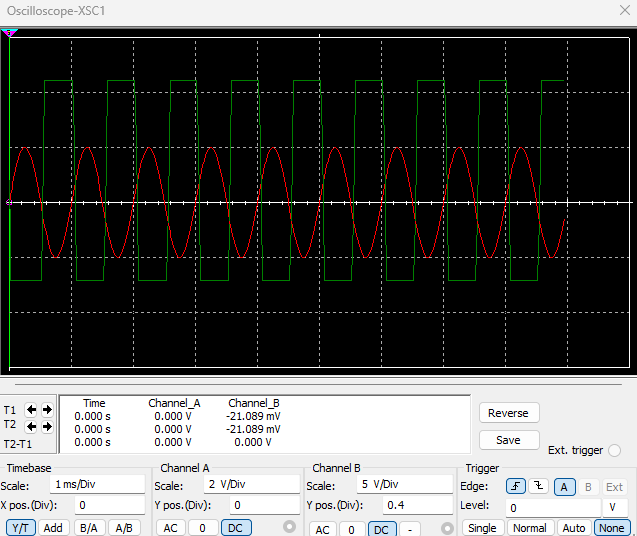 Oscilloscope-XSC1
Time Channel_A Channel_B
T1 0.000 s 0.000 V -21.089 mV
T2 0.000 s 0.000 V -21.089 mV
T2-T1 0.000 s 0.000 V 0.000 V
Reverse
Save
Ext. trigger
Timebase Channel A Channel B Trigger
Scale: 1 ms/Div Scale: 2 V/Div Scale: 5 V/Div Edge: A B Ext
X pos.(Div): 0 Y pos.(Div): 0 Y pos.(Div): 0.4 Level: 0 V
Y/T Add B/A A/B AC 0 DC AC 0 DC - Single Normal Auto None